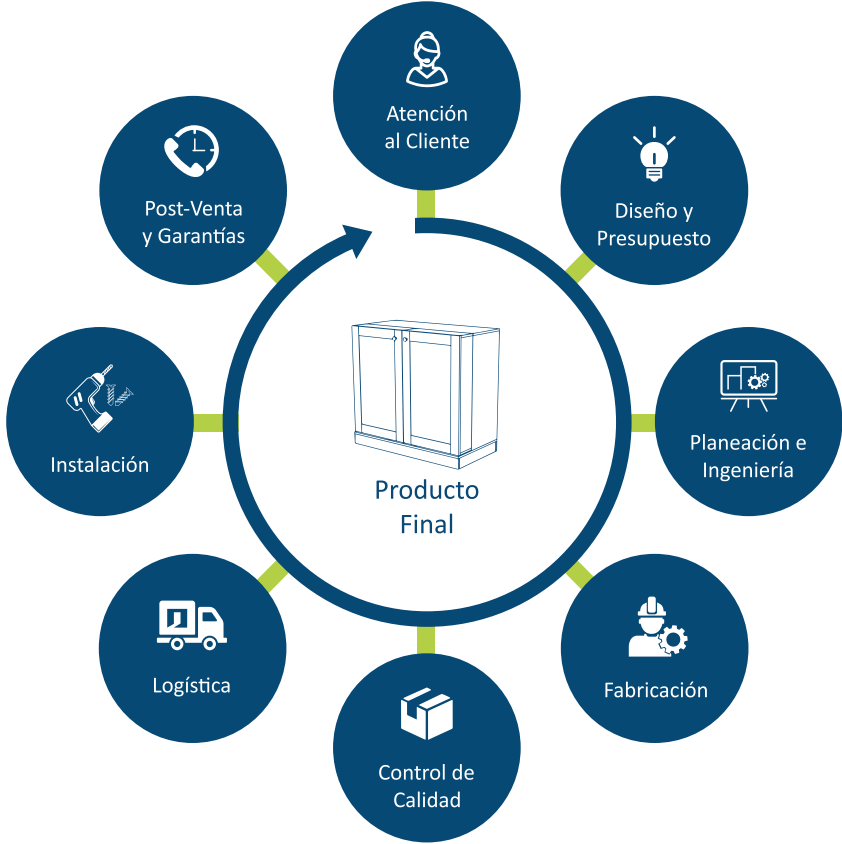 Atención
al Cliente
Diseño y
Presupuesto
Planeación e
Ingeniería
Fabricación
Control de
Calidad
Logística
Instalación
Post-Venta
y Garantías
Producto
Final